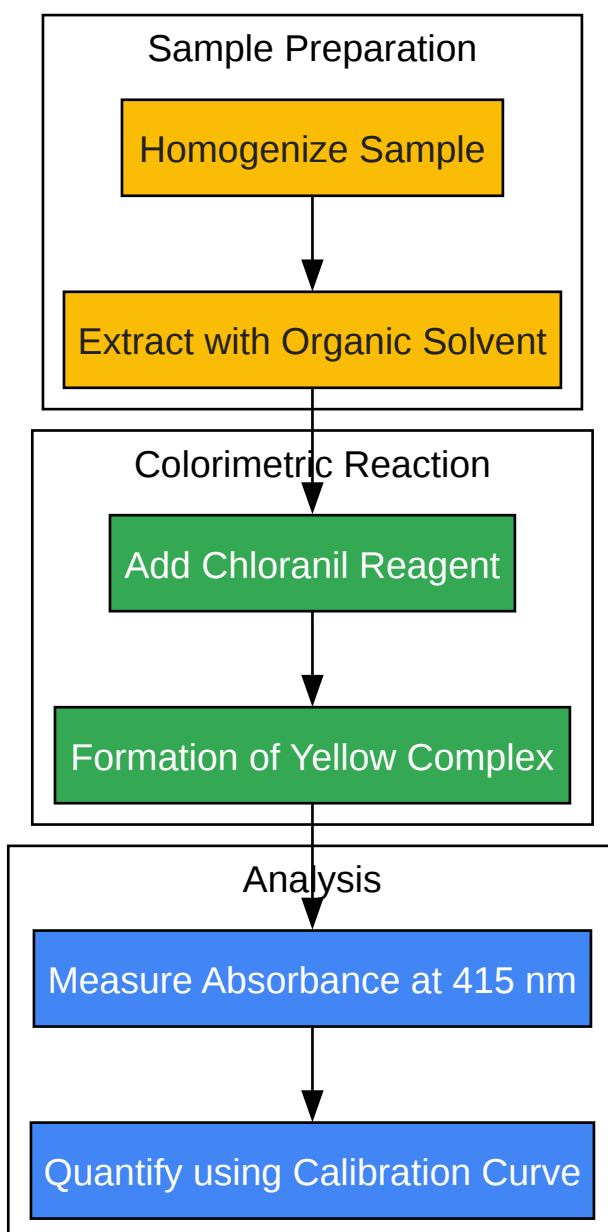 Sample Preparation
Homogenize Sample
Extract with Organic Solvent
Colorimetric Reaction
Add Chloranil Reagent
Formation of Yellow Complex
Analysis
Measure Absorbance at 415 nm
Quantify using Calibration Curve